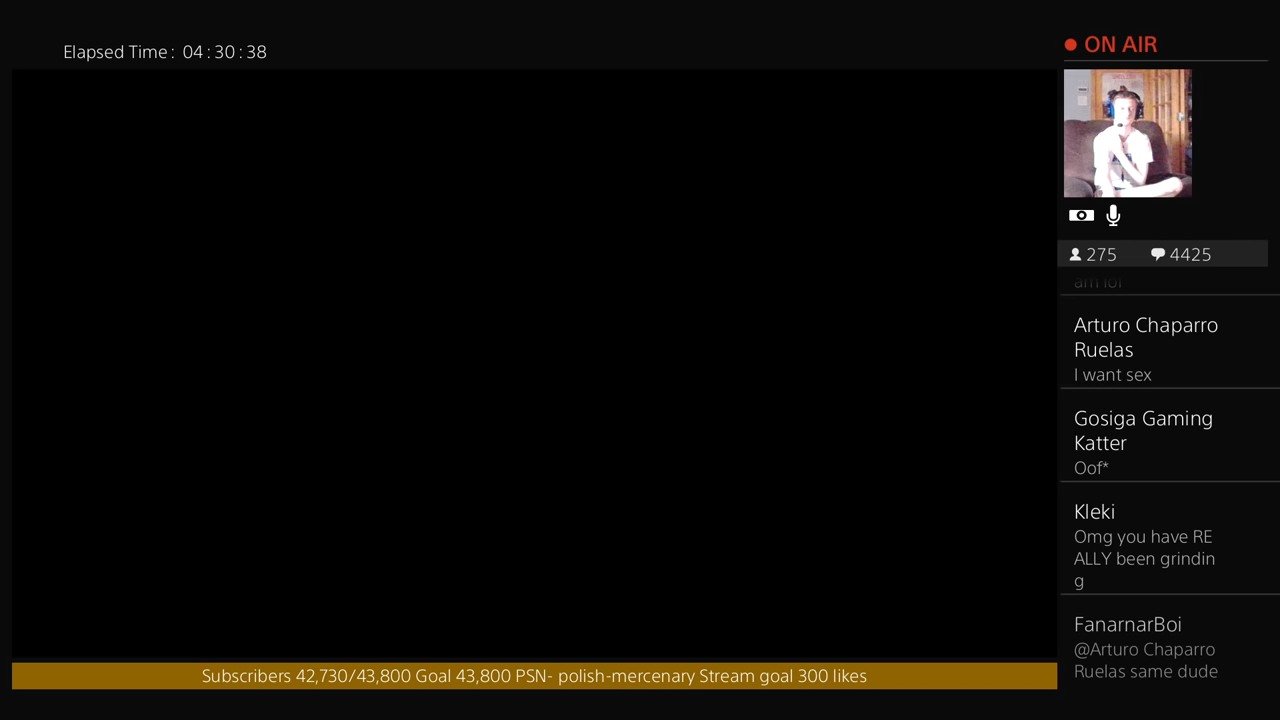 Elapsed Time: 04:30:38
ON AIR
275 4425
am lol
Arturo Chaparro
Ruelas
I want sex
Gosiga Gaming
Katter
Oof*
Kleki
Omg you have RE
ALLY been grindin
g
FanarnarBoi
@Arturo Chaparro
Ruelas same dude
Subscribers 42,730/43,800 Goal 43,800 PSN- polish-mercenary Stream goal 300 likes